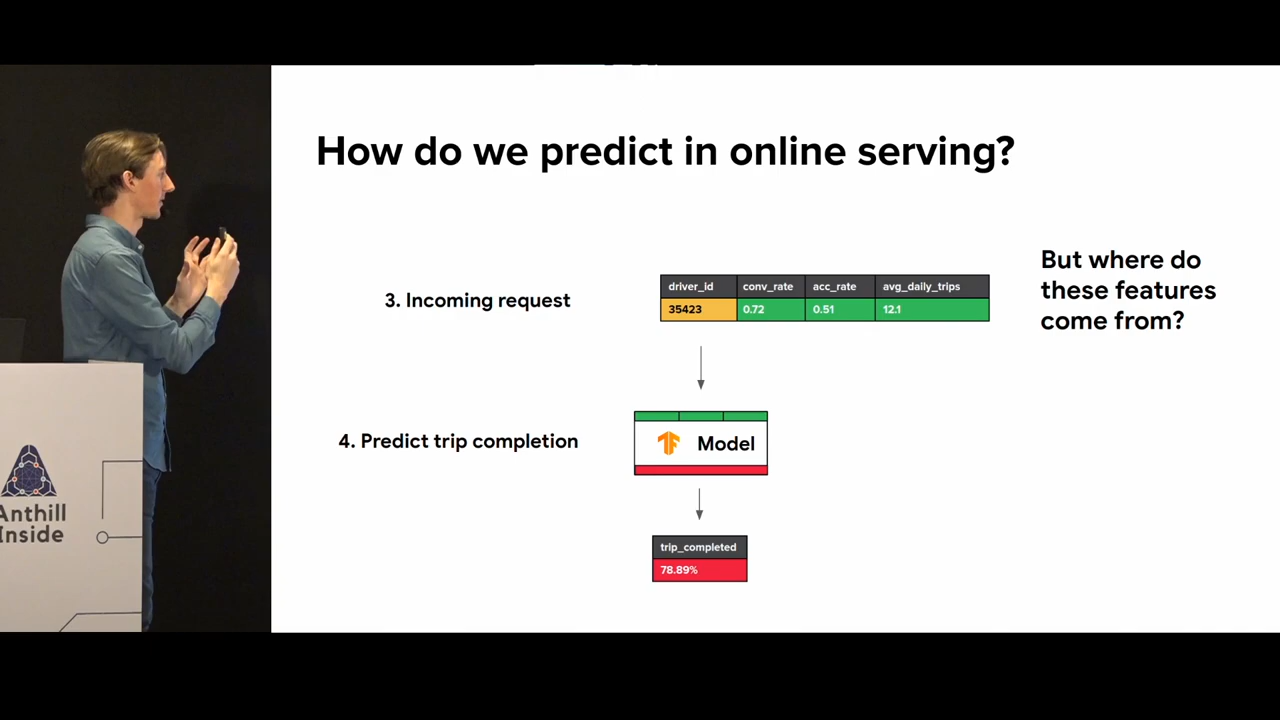 How do we predict in online serving?
3. Incoming request
driver_id conv_rate acc_rate avg_daily_trips
35423 0.72 0.51 12.1
But where do
these features
come from?
4. Predict trip completion
Model
trip_completed
78.89%
Anthill
Inside